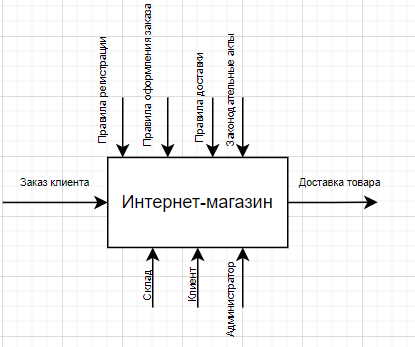 Правила регистрации
Правила оформления заказа
Правила доставки
Законодательные акты
Заказ клиента
Интернет-магазин
Доставка товара
Склад
Клиент
Администратор